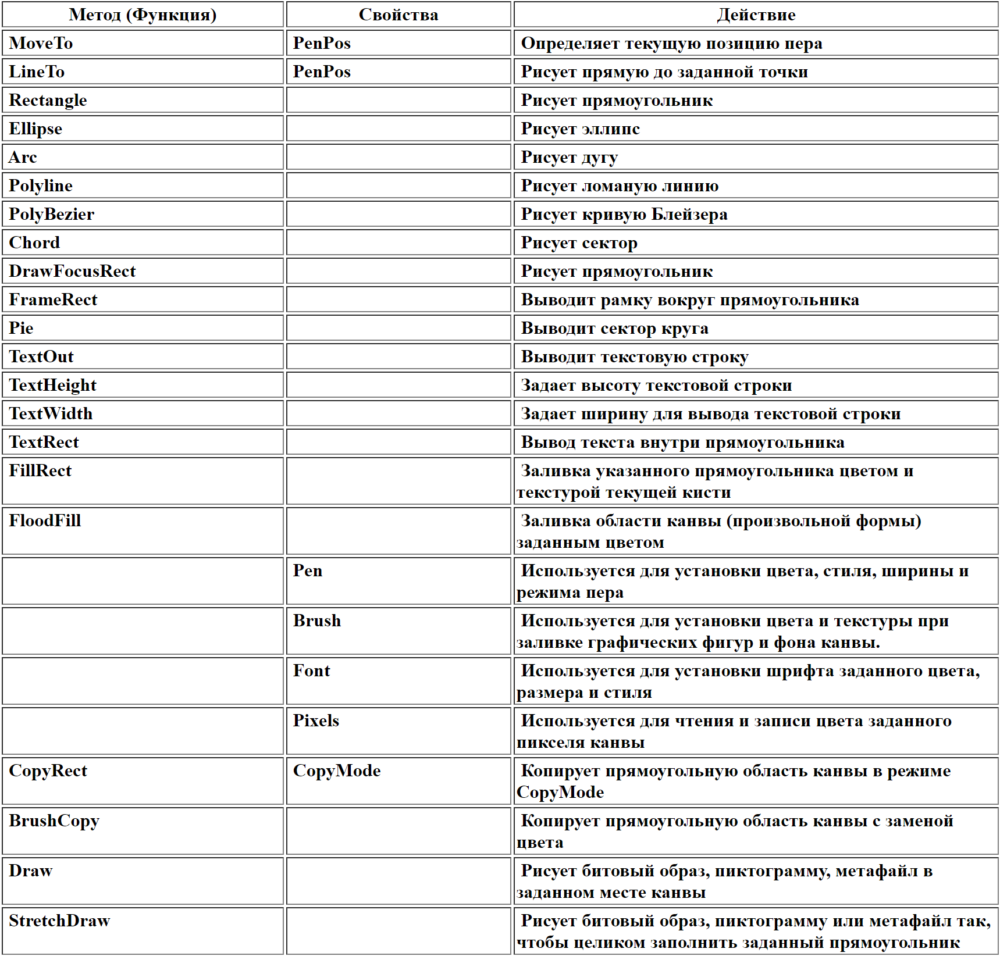 Метод (Функция) Свойства Действие
MoveTo PenPos Определяет текущую позицию пера
LineTo PenPos Рисует прямую до заданной точки
Rectangle Рисует прямоугольник
Ellipse Рисует эллипс
Arc Рисует дугу
Polyline Рисует ломаную линию
PolyBezier Рисует кривую Блейзера
Chord Рисует сектор
DrawFocusRect Рисует прямоугольник
FrameRect Выводит рамку вокруг прямоугольника
Pie Выводит сектор круга
TextOut Выводит текстовую строку
TextHeight Задает высоту текстовой строки
TextWidth Задает ширину для вывода текстовой строки
TextRect Вывод текста внутри прямоугольника
FillRect Заливка указанного прямоугольника цветом и
текстурой текущей кисти
FloodFill Заливка области канвы (произвольной формы)
заданным цветом
Pen Используется для установки цвета, стиля, ширины и
режима пера
Brush Используется для установки цвета и текстуры при
заливке графических фигур и фона канвы.
Font Используется для установки шрифта заданного цвета,
размера и стиля
Pixels Используется для чтения и записи цвета заданного
пикселя канвы
CopyRect CopyMode Копирует прямоугольную область канвы в режиме
CopyMode
BrushCopy Копирует прямоугольную область канвы с заменой
цвета
Draw Рисует битовый образ, пиктограмму, метафайл в
заданном месте канвы
StretchDraw Рисует битовый образ, пиктограмму или метафайл так,
чтобы целиком заполнить заданный прямоугольник